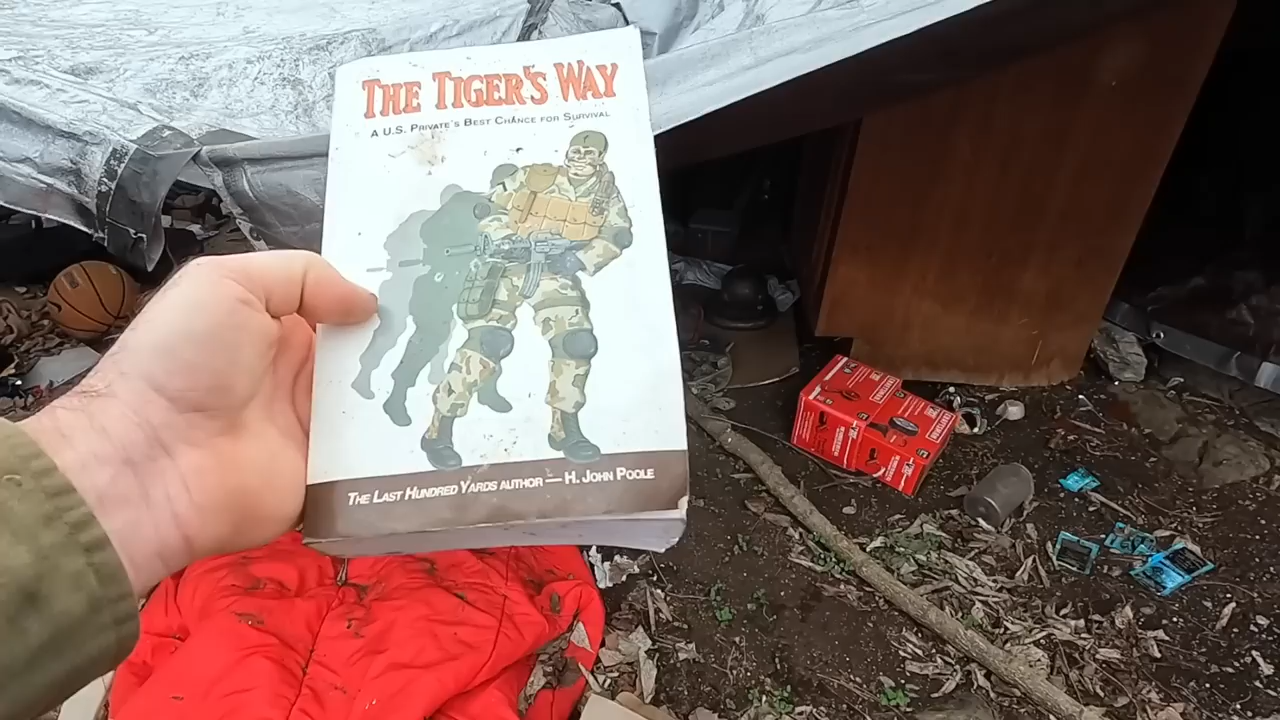 THE TIGER'S WAY
A U.S. PRIVATE'S BEST CHANCE FOR SURVIVAL
THE LAST HUNDRED YARDS AUTHOR — H. JOHN POOLE